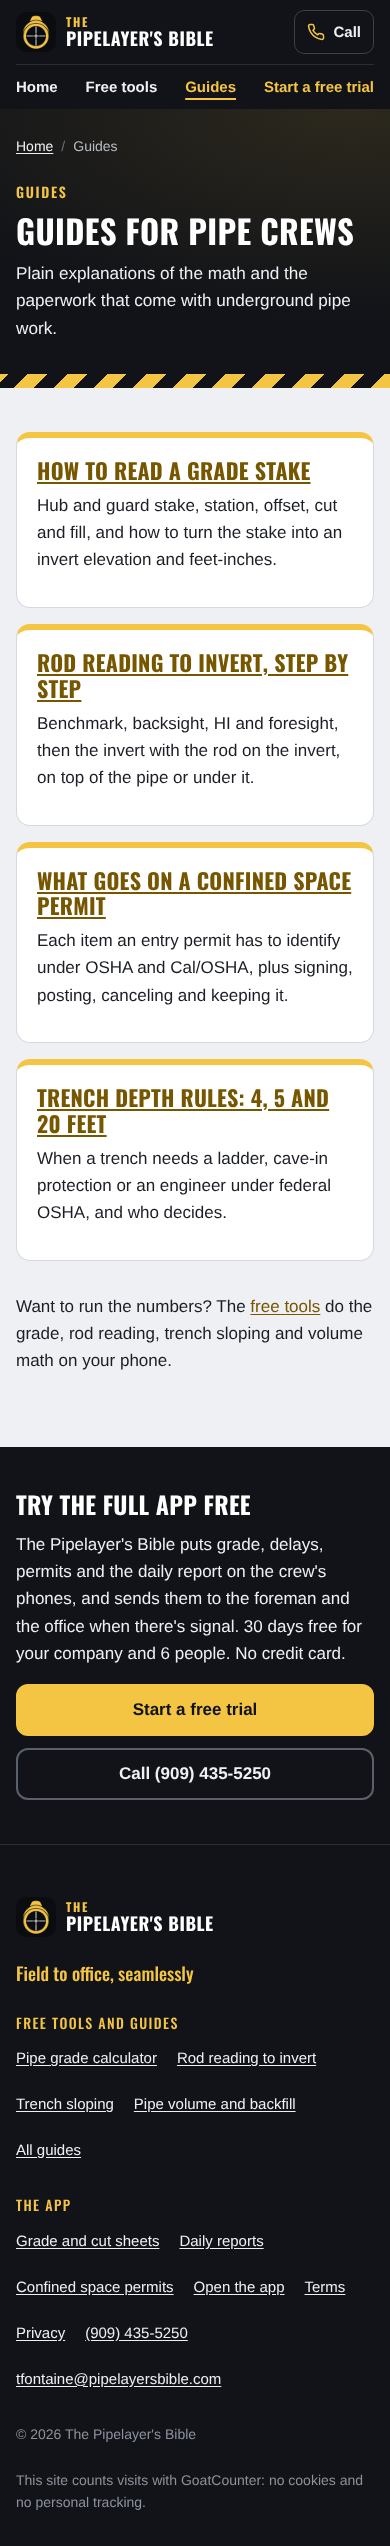 THE
PIPELAYER'S BIBLE
Call
Home Free tools Guides Start a free trial
Home / Guides
GUIDES
GUIDES FOR PIPE CREWS
Plain explanations of the math and the
paperwork that come with underground pipe
work.
HOW TO READ A GRADE STAKE
Hub and guard stake, station, offset, cut
and fill, and how to turn the stake into an
invert elevation and feet-inches.
ROD READING TO INVERT, STEP BY
STEP
Benchmark, backsight, HI and foresight,
then the invert with the rod on the invert,
on top of the pipe or under it.
WHAT GOES ON A CONFINED SPACE
PERMIT
Each item an entry permit has to identify
under OSHA and Cal/OSHA, plus signing,
posting, canceling and keeping it.
TRENCH DEPTH RULES: 4, 5 AND
20 FEET
When a trench needs a ladder, cave-in
protection or an engineer under federal
OSHA, and who decides.
Want to run the numbers? The free tools do the
grade, rod reading, trench sloping and volume
math on your phone.
TRY THE FULL APP FREE
The Pipelayer's Bible puts grade, delays,
permits and the daily report on the crew's
phones, and sends them to the foreman and
the office when there's signal. 30 days free for
your company and 6 people. No credit card.
Start a free trial
Call (909) 435-5250
THE
PIPELAYER'S BIBLE
Field to office, seamlessly
FREE TOOLS AND GUIDES
Pipe grade calculator Rod reading to invert
Trench sloping Pipe volume and backfill
All guides
THE APP
Grade and cut sheets Daily reports
Confined space permits Open the app Terms
Privacy (909) 435-5250
tfontaine@pipelayersbible.com
© 2026 The Pipelayer's Bible
This site counts visits with GoatCounter: no cookies and
no personal tracking.